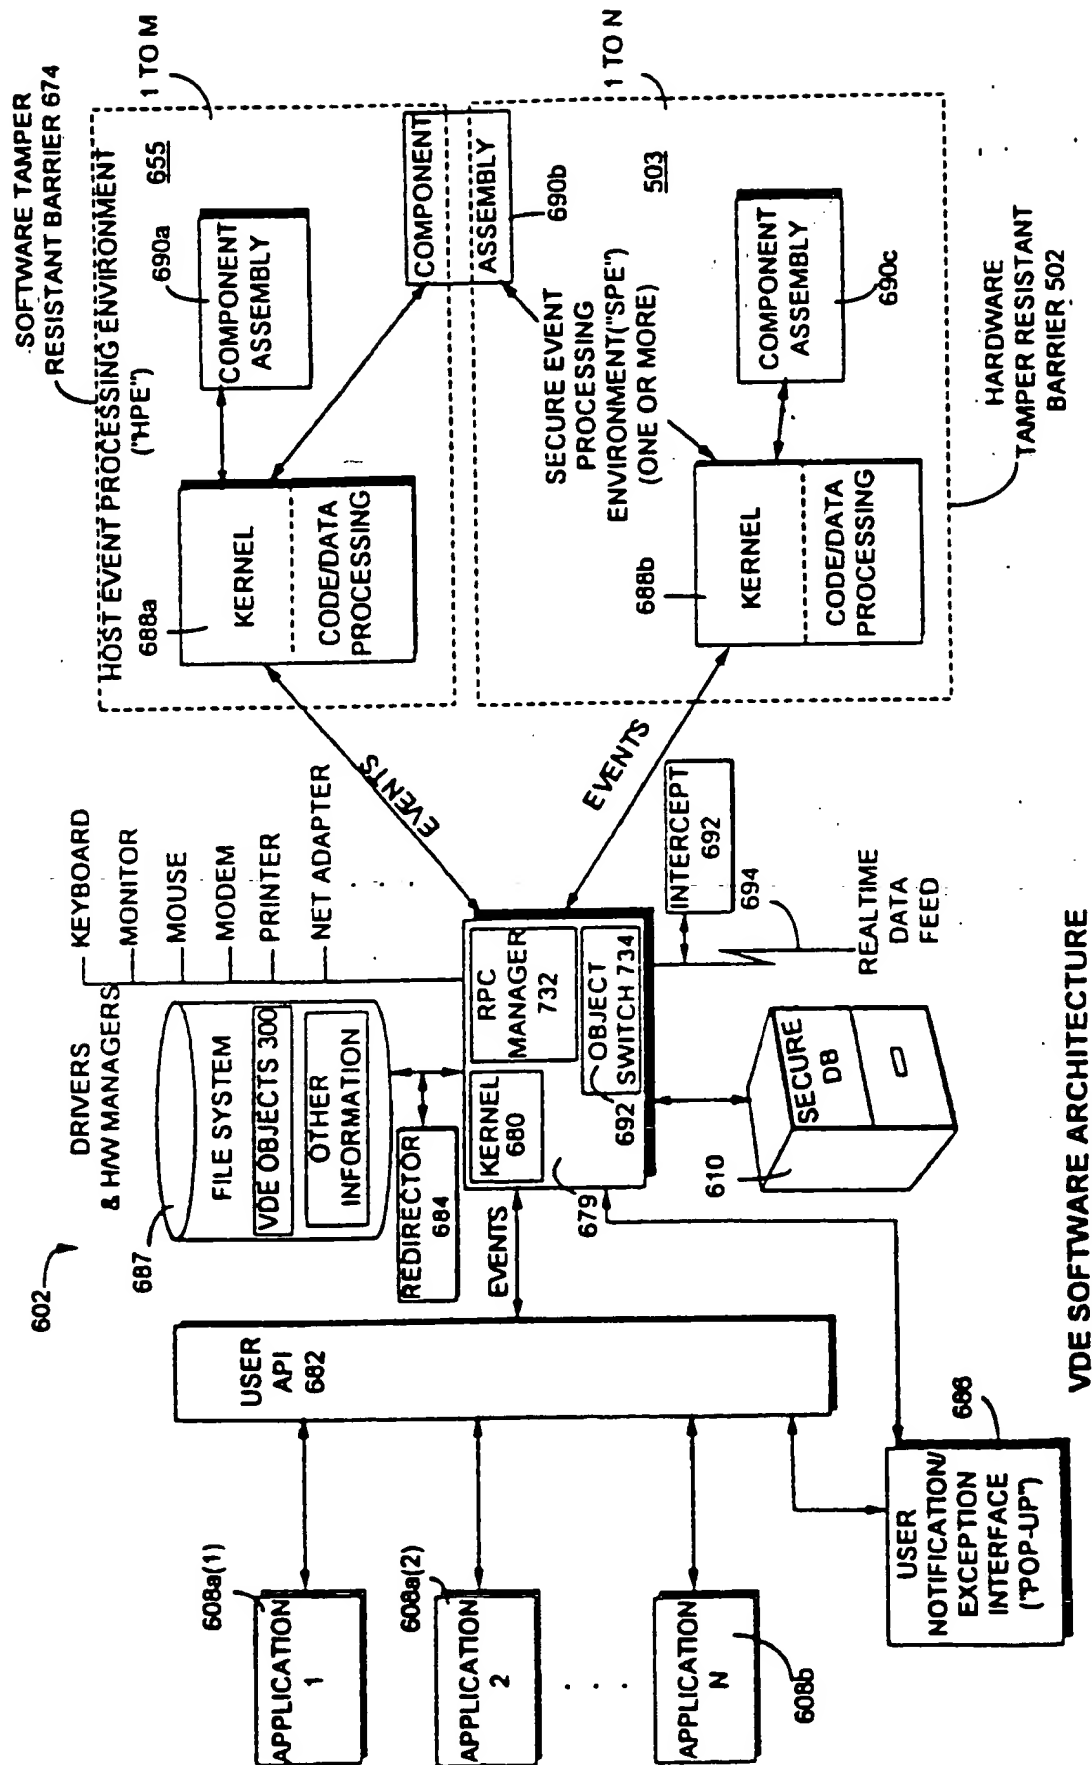 602
DRIVERS
& H/W MANAGERS
KEYBOARD
MONITOR
MOUSE
MODEM
PRINTER
NET ADAPTER
687
FILE SYSTEM
VDE OBJECTS 300
OTHER
INFORMATION
REDIRECTOR
684
SOFTWARE TAMPER
RESISTANT BARRIER 674
HOST EVENT PROCESSING ENVIRONMENT
("HPE")
655
1 TO M
688a
KERNEL
CODE/DATA
PROCESSING
690a
COMPONENT
ASSEMBLY
COMPONENT
ASSEMBLY
690b
1 TO N
503
SECURE EVENT
PROCESSING
ENVIRONMENT("SPE")
(ONE OR MORE)
688b
KERNEL
CODE/DATA
PROCESSING
COMPONENT
ASSEMBLY
690c
HARDWARE
TAMPER RESISTANT
BARRIER 502
EVENTS
EVENTS
EVENTS
KERNEL
680
RPC
MANAGER
732
OBJECT
SWITCH 734
692
679
INTERCEPT
692
694
REALTIME
DATA
FEED
SECURE
DB
610
USER
API
682
608a(1)
APPLICATION
1
608a(2)
APPLICATION
2
. . . .
APPLICATION
N
608b
USER
NOTIFICATION/
EXCEPTION
INTERFACE
("POP-UP")
686
VDE SOFTWARE ARCHITECTURE